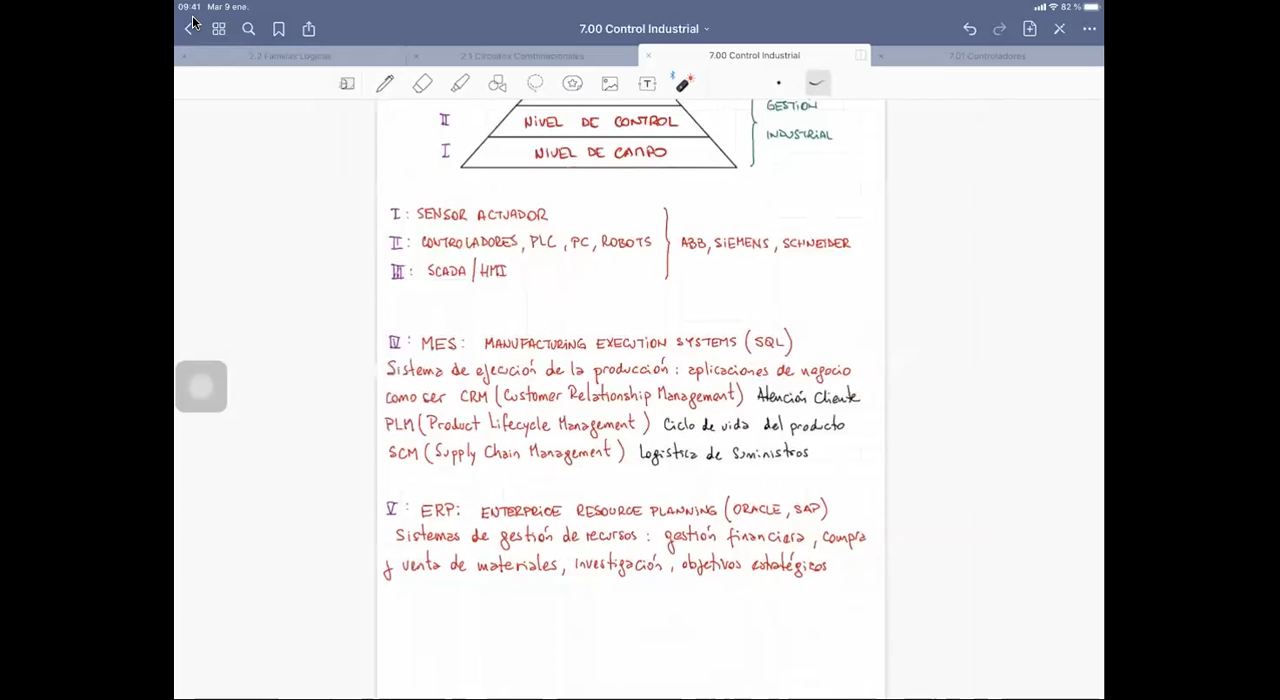 09:41 Mar 9 ene.
82 %
7.00 Control Industrial
2.2 Familias Lógicas
2.1 Circuitos Combinacionales
7.00 Control Industrial
7.01 Controladores
II NIVEL DE CONTROL
I NIVEL DE CAMPO
GESTIÓN
INDUSTRIAL
I: SENSOR ACTUADOR
II: CONTROLADORES, PLC, PC, ROBOTS
III: SCADA/HMI
ABB, SIEMENS, SCHNEIDER
IV: MES: MANUFACTURING EXECUTION SYSTEMS (SQL)
Sistema de ejecución de la producción: aplicaciones de negocio
como ser CRM (Customer Relationship Management) Atención Cliente
PLM (Product Lifecycle Management) Ciclo de vida del producto
SCM (Supply Chain Management) Logística de Suministros
V: ERP: ENTERPRICE RESOURCE PLANNING (ORACLE, SAP)
Sistemas de gestión de recursos: gestión financiera, compra
y venta de materiales, investigación, objetivos estratégicos